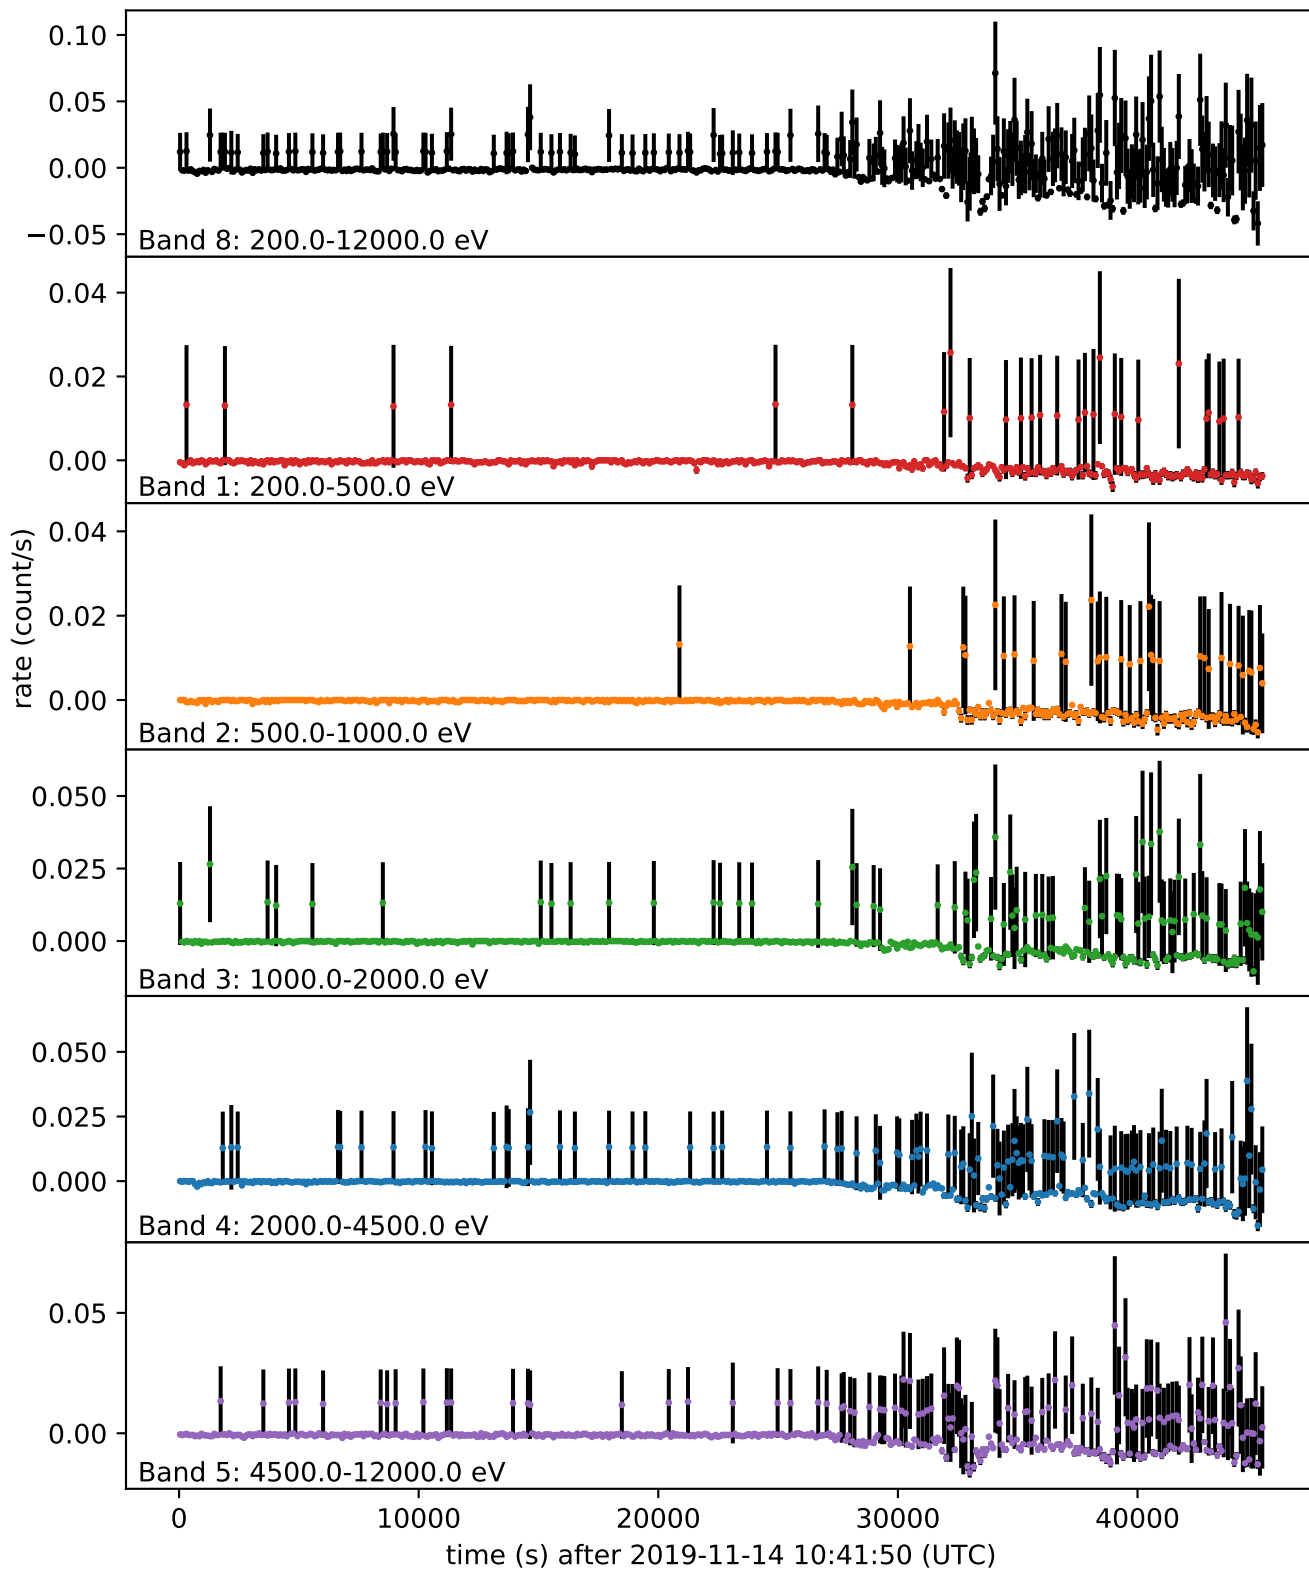 0.10
0.05
0.00
−0.05
Band 8: 200.0-12000.0 eV
0.04
0.02
0.00
Band 1: 200.0-500.0 eV
0.04
0.02
0.00
Band 2: 500.0-1000.0 eV
rate (count/s)
0.050
0.025
0.000
Band 3: 1000.0-2000.0 eV
0.050
0.025
0.000
Band 4: 2000.0-4500.0 eV
0.05
0.00
Band 5: 4500.0-12000.0 eV
0 10000 20000 30000 40000
time (s) after 2019-11-14 10:41:50 (UTC)